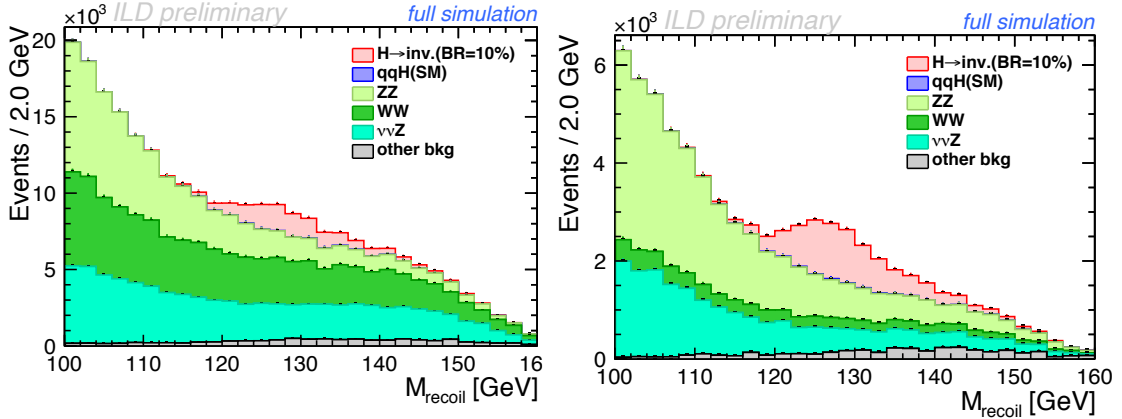 ×10³ ILD preliminary full simulation
20
15
10
5
0
Events / 2.0 GeV
H→inv.(BR=10%)
qqH(SM)
ZZ
WW
ννZ
other bkg
100 110 120 130 140 150 16
M_recoil [GeV]
×10³ ILD preliminary full simulation
6
4
2
0
Events / 2.0 GeV
H→inv.(BR=10%)
qqH(SM)
ZZ
WW
ννZ
other bkg
100 110 120 130 140 150 160
M_recoil [GeV]